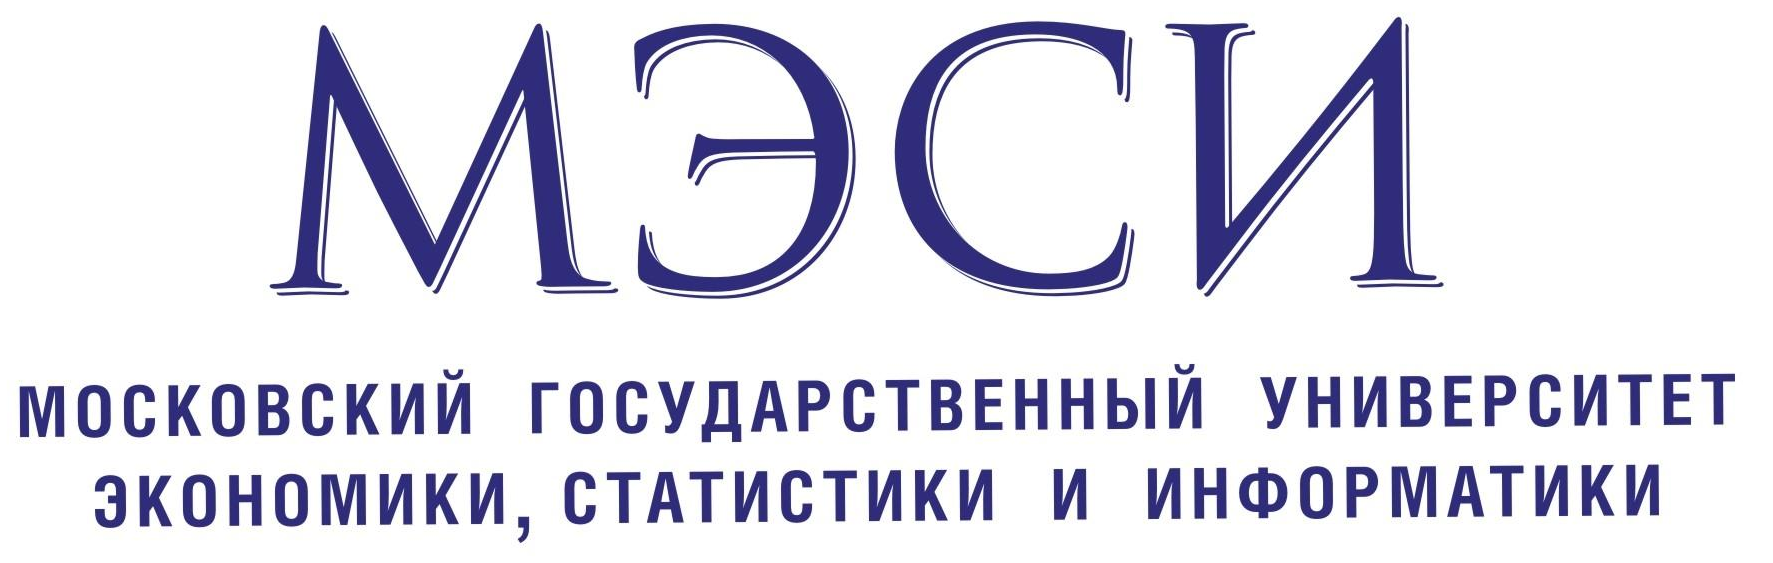 МЭСИ
МОСКОВСКИЙ ГОСУДАРСТВЕННЫЙ УНИВЕРСИТЕТ
ЭКОНОМИКИ, СТАТИСТИКИ И ИНФОРМАТИКИ